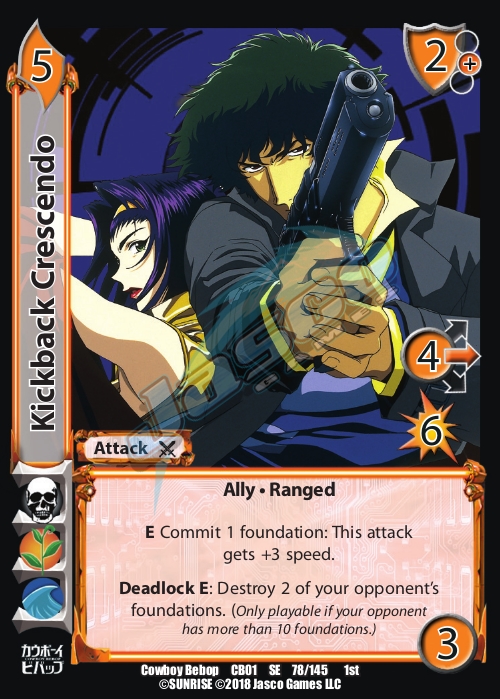 5
2
+
Kickback Crescendo
4
6
Attack
Ally • Ranged
E Commit 1 foundation: This attack
gets +3 speed.
Deadlock E: Destroy 2 of your opponent's
foundations. (Only playable if your opponent
has more than 10 foundations.)
3
カウボーイ
ビバップ
Cowboy Bebop CB01 SE 78/145 1st
©SUNRISE ©2018 Jasco Games LLC